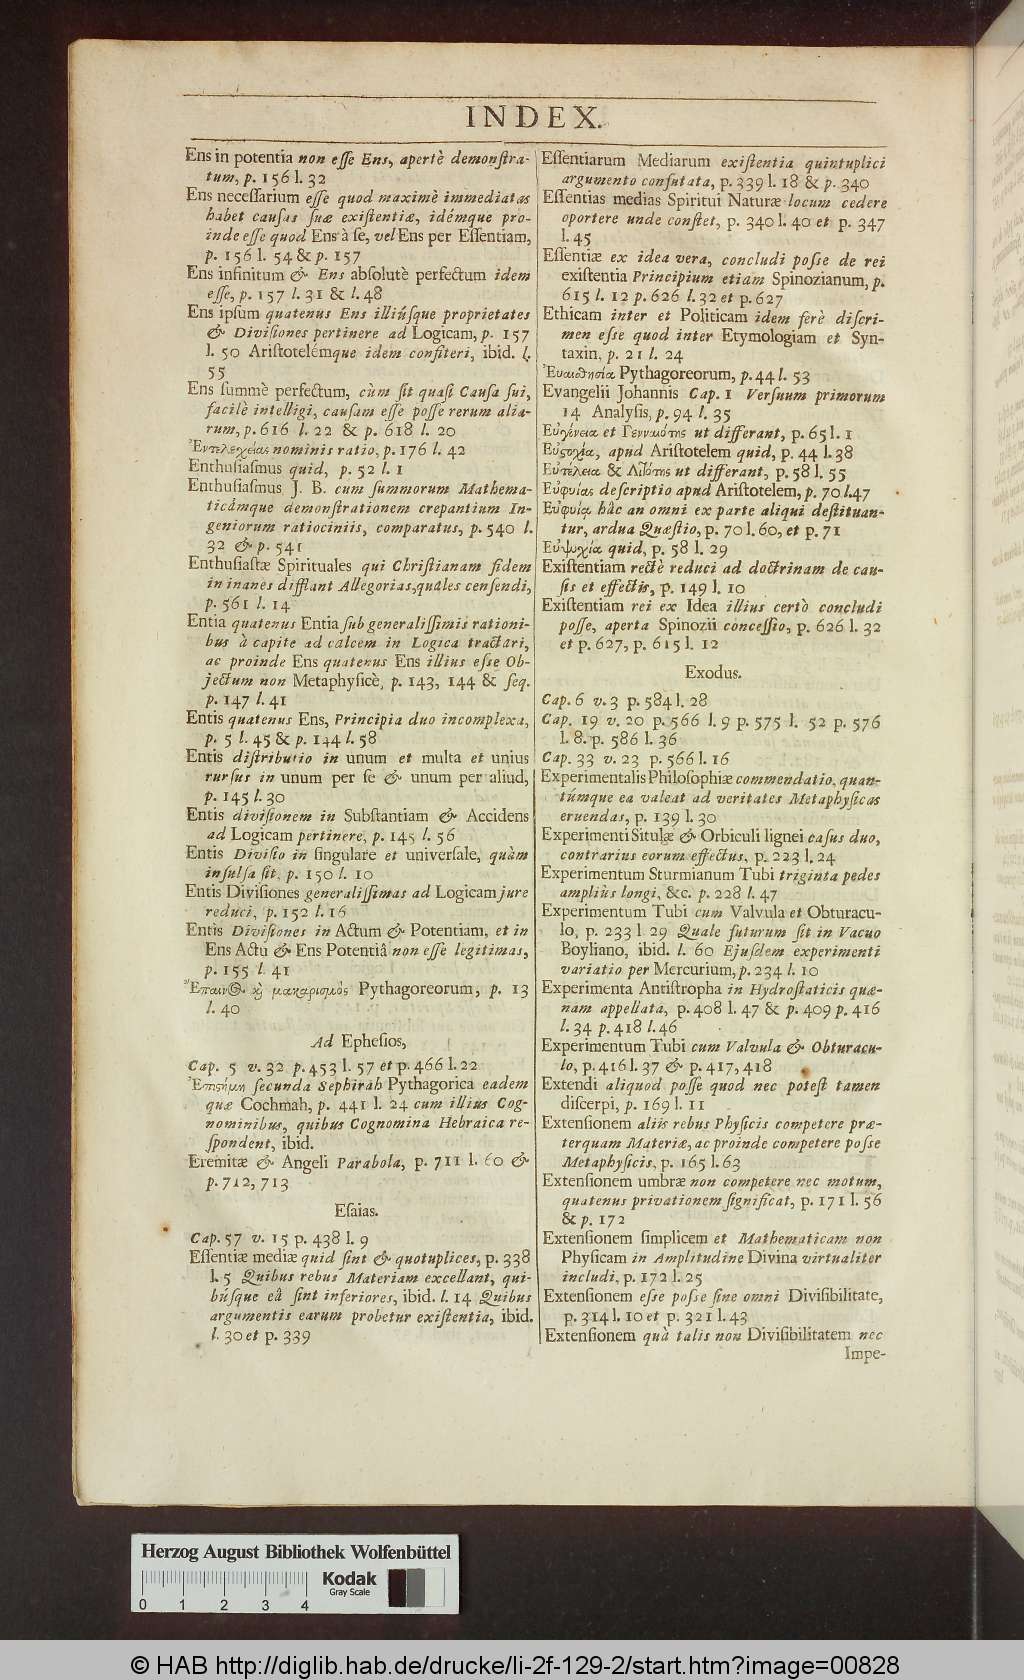 INDEX.
Ens in potentia non eſſe Ens, apertè demonſtra-
tum, p. 156 l. 32
Ens neceſſarium eſſe quod maximè immediatas
habet cauſas ſuæ exiſtentiæ, idémque pro-
inde eſſe quod Ens à ſe, vel Ens per Eſſentiam,
p. 156 l. 54 & p. 157
Ens infinitum & Ens abſolutè perfectum idem
eſſe, p. 157 l. 31 & l. 48
Ens ipſum quatenus Ens illiúſque proprietates
& Diviſiones pertinere ad Logicam, p. 157
l. 50 Ariſtotelémque idem confiteri, ibid. l.
55
Ens ſummè perfectum, cùm ſit quaſi Cauſa ſui,
facilè intelligi, cauſam eſſe poſſe rerum alia-
rum, p. 616 l. 22 & p. 618 l. 20
Ἐντελεχείας nominis ratio, p. 176 l. 42
Enthuſiaſmus quid, p. 52 l. 1
Enthuſiaſmus J. B. cum ſummorum Mathema-
ticámque demonſtrationem crepantium In-
geniorum ratiociniis, comparatus, p. 540 l.
32 & p. 541
Enthuſiaſtæ Spirituales qui Chriſtianam fidem
in inanes difflant Allegorias, quales cenſendi,
p. 561 l. 14
Entia quatenus Entia ſub generaliſſimis rationi-
bus à capite ad calcem in Logica tractari,
ac proinde Ens quatenus Ens illius eſſe Ob-
jectum non Metaphyſicè, p. 143, 144 & ſeq.
p. 147 l. 41
Entis quatenus Ens, Principia duo incomplexa,
p. 5 l. 45 & p. 144 l. 58
Entis diſtributio in unum et multa et unius
rurſus in unum per ſe & unum per aliud,
p. 145 l. 30
Entis diviſionem in Subſtantiam & Accidens
ad Logicam pertinere, p. 145 l. 56
Entis Diviſio in ſingulare et univerſale, quàm
inſulſa ſit, p. 150 l. 10
Entis Diviſiones generaliſſimas ad Logicam jure
reduci, p. 152 l. 16
Entis Diviſiones in Actum & Potentiam, et in
Ens Actu & Ens Potentiâ non eſſe legitimas,
p. 155 l. 41
Ἔπαινος ϗ μακαρισμὸς Pythagoreorum, p. 13
l. 40
Ad Epheſios,
Cap. 5 v. 32 p. 453 l. 57 et p. 466 l. 22
Ἐπιϛήμη ſecunda Sephirah Pythagorica eadem
quæ Cochmah, p. 441 l. 24 cum illius Cog-
nominibus, quibus Cognomina Hebraica re-
ſpondent, ibid.
Eremitæ & Angeli Parabola, p. 711 l. 60 &
p. 712, 713
Eſaias.
Cap. 57 v. 15 p. 438 l. 9
Eſſentiæ mediæ quid ſint & quotuplices, p. 338
l. 5 Quibus rebus Materiam excellant, qui-
búſque eâ ſint inferiores, ibid. l. 14 Quibus
argumentis earum probetur exiſtentia, ibid.
l. 30 et p. 339
Eſſentiarum Mediarum exiſtentia quintuplici
argumento confutata, p. 339 l. 18 & p. 340
Eſſentias medias Spiritui Naturæ locum cedere
oportere unde conſtet, p. 340 l. 40 et p. 347
l. 45
Eſſentiæ ex idea vera, concludi poſſe de rei
exiſtentia Principium etiam Spinozianum, p.
615 l. 12 p. 626 l. 32 et p. 627
Ethicam inter et Politicam idem ferè diſcri-
men eſſe quod inter Etymologiam et Syn-
taxin, p. 21 l. 24
Ἐυαισθησία Pythagoreorum, p. 44 l. 53
Evangelii Johannis Cap. 1 Verſuum primorum
14 Analyſis, p. 94 l. 35
Εὐγένεια et Γενναιότης ut differant, p. 65 l. 1
Εὐϛοχία, apud Ariſtotelem quid, p. 44 l. 38
Εὐτέλεια & Λιτότης ut differant, p. 58 l. 55
Εὐφυίας deſcriptio apud Ariſtotelem, p. 70 l. 47
Εὐφυίᾳ hâc an omni ex parte aliqui deſtituan-
tur, ardua Quæſtio, p. 70 l. 60, et p. 71
Εὐψυχία quid, p. 58 l. 29
Exiſtentiam rectè reduci ad doctrinam de cau-
ſis et effectis, p. 149 l. 10
Exiſtentiam rei ex Idea illius certò concludi
poſſe, aperta Spinozii conceſſio, p. 626 l. 32
et p. 627, p. 615 l. 12
Exodus.
Cap. 6 v. 3 p. 584 l. 28
Cap. 19 v. 20 p. 566 l. 9 p. 575 l. 52 p. 576
l. 8. p. 586 l. 36
Cap. 33 v. 23 p. 566 l. 16
Experimentalis Philoſophiæ commendatio, quan-
túmque ea valeat ad veritates Metaphyſicas
eruendas, p. 139 l. 30
Experimenti Situlæ & Orbiculi lignei caſus duo,
contrarius eorum effectus, p. 223 l. 24
Experimentum Sturmianum Tubi triginta pedes
ampliùs longi, &c. p. 228 l. 47
Experimentum Tubi cum Valvula et Obturacu-
lo, p. 233 l. 29 Quale futurum ſit in Vacuo
Boyliano, ibid. l. 60 Ejuſdem experimenti
variatio per Mercurium, p. 234 l. 10
Experimenta Antiſtropha in Hydroſtaticis quæ-
nam appellata, p. 408 l. 47 & p. 409 p. 416
l. 34 p. 418 l. 46
Experimentum Tubi cum Valvula & Obturacu-
lo, p. 416 l. 37 & p. 417, 418
Extendi aliquod poſſe quod nec poteſt tamen
diſcerpi, p. 169 l. 11
Extenſionem aliis rebus Phyſicis competere præ-
terquam Materiæ, ac proinde competere poſſe
Metaphyſicis, p. 165 l. 63
Extenſionem umbræ non competere nec motum,
quatenus privationem ſignificat, p. 171 l. 56
& p. 172
Extenſionem ſimplicem et Mathematicam non
Phyſicam in Amplitudine Divina virtualiter
includi, p. 172 l. 25
Extenſionem eſſe poſſe ſine omni Diviſibilitate,
p. 314 l. 10 et p. 321 l. 43
Extenſionem quà talis non Diviſibilitatem nec
Impe-
Herzog August Bibliothek Wolfenbüttel
Kodak
Gray Scale
0 1 2 3 4
© HAB http://diglib.hab.de/drucke/li-2f-129-2/start.htm?image=00828